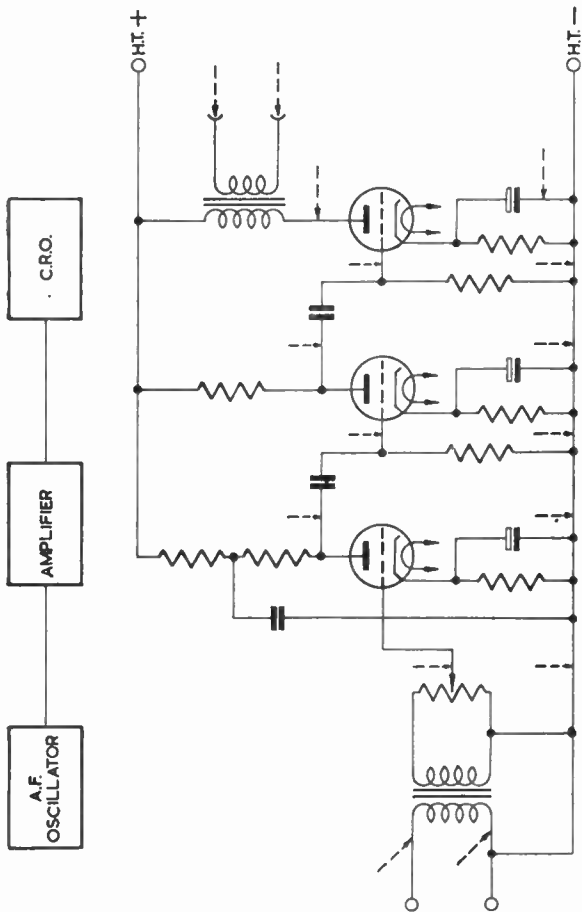 A.F.
OSCILLATOR
AMPLIFIER
C.R.O.
H.T. +
H.T. −